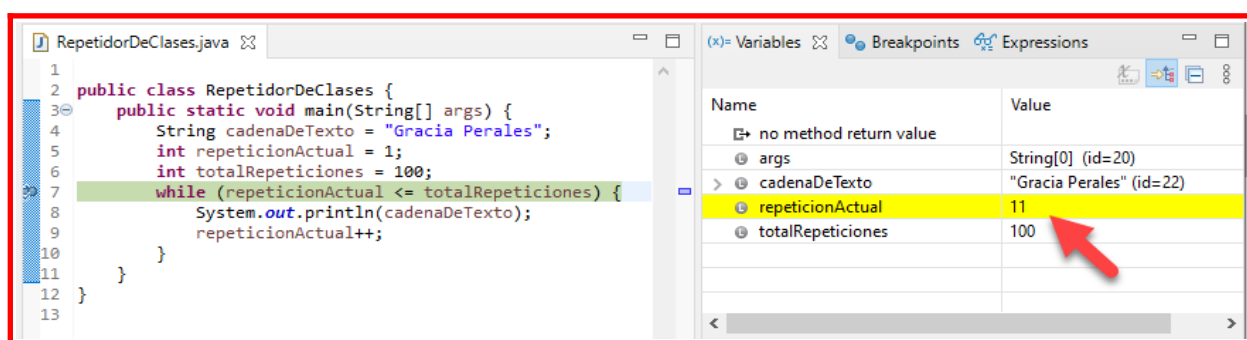 RepetidorDeClases.java
1
2 public class RepetidorDeClases {
3 public static void main(String[] args) {
4 String cadenaDeTexto = "Gracia Perales";
5 int repeticionActual = 1;
6 int totalRepeticiones = 100;
7 while (repeticionActual <= totalRepeticiones) {
8 System.out.println(cadenaDeTexto);
9 repeticionActual++;
10 }
11 }
12 }
13
(x)= Variables Breakpoints Expressions
Name Value
no method return value
args String[0] (id=20)
cadenaDeTexto "Gracia Perales" (id=22)
repeticionActual 11
totalRepeticiones 100